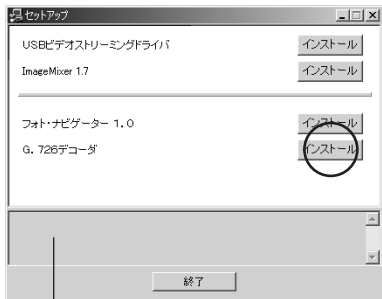 セットアップ
USBビデオストリーミングドライバ インストール
ImageMixer 1.7 インストール
フォト・ナビゲーター 1.0 インストール
G. 726デコーダ インストール
終了